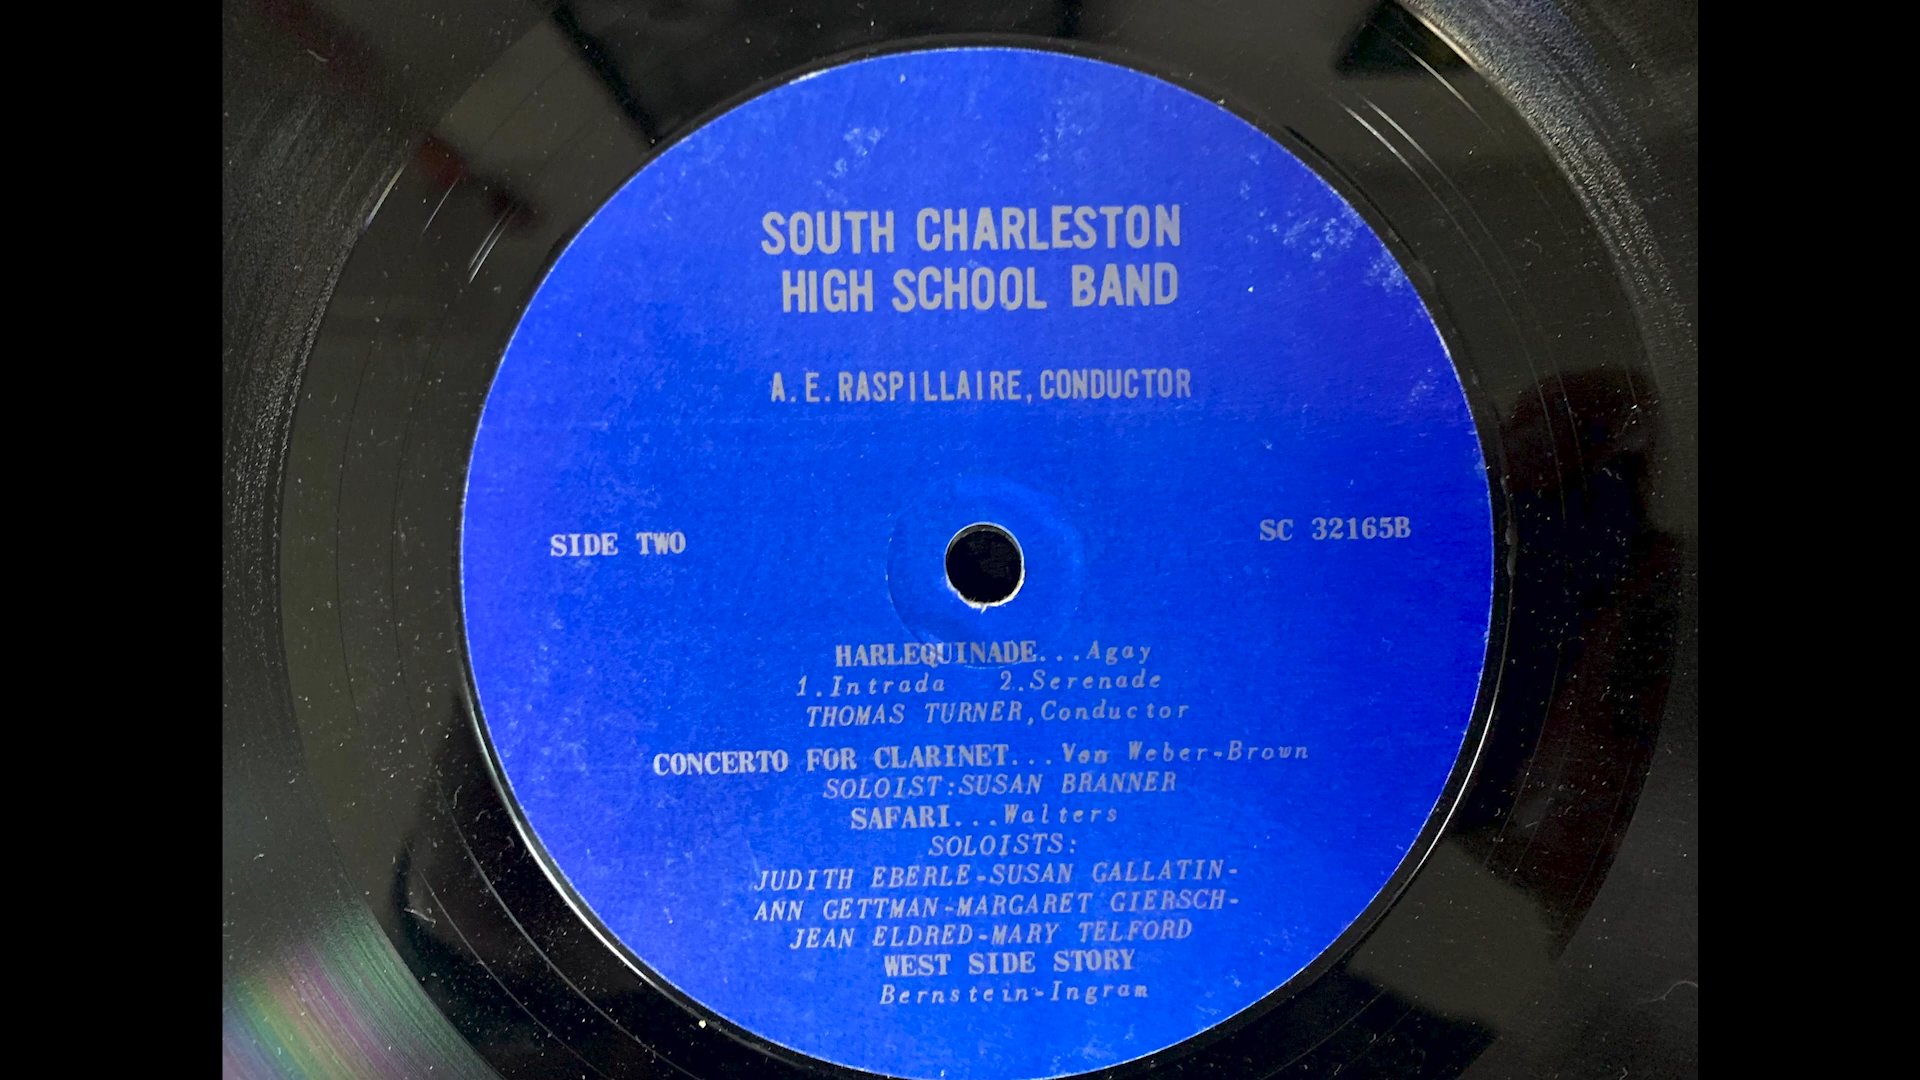 SOUTH CHARLESTON
HIGH SCHOOL BAND
A. E. RASPILLAIRE, CONDUCTOR
SIDE TWO
SC 32165B
HARLEQUINADE...Agay
1.Intrada 2.Serenade
THOMAS TURNER,Conductor
CONCERTO FOR CLARINET...Von Weber-Brown
SOLOIST:SUSAN BRANNER
SAFARI...Walters
SOLOISTS:
JUDITH EBERLE-SUSAN GALLATIN-
ANN GETTMAN-MARGARET GIERSCH-
JEAN ELDRED-MARY TELFORD
WEST SIDE STORY
Bernstein-Ingram